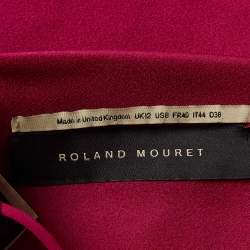 Made in United Kingdom UK12 US8 FR40 IT44 D38
ROLAND MOURET